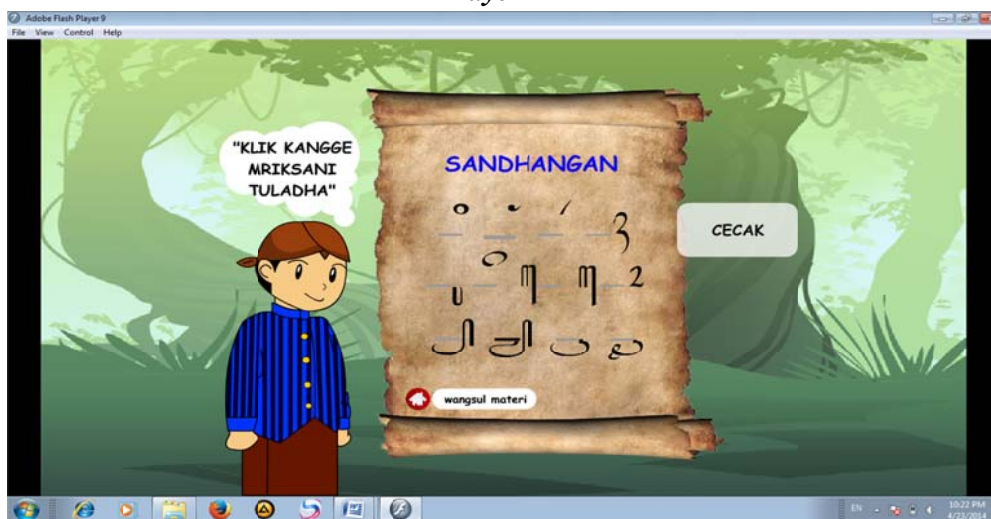 Adobe Flash Player 9
File View Control Help
"KLIK KANGGE
MRIKSANI
TULADHA"
SANDHANGAN
CECAK
wangsul materi
EN
10:22 PM
4/23/2014